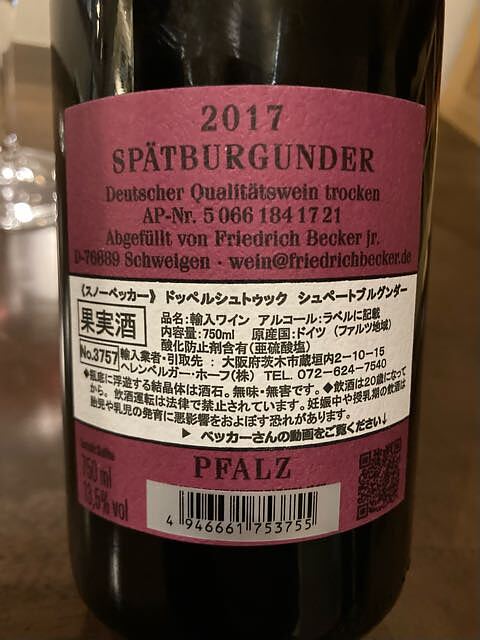 2017
SPÄTBURGUNDER
Deutscher Qualitätswein trocken
AP-Nr. 5 066 184 17 21
Abgefüllt von Friedrich Becker jr.
D-76889 Schweigen · wein@friedrichbecker.de
《スノーベッカー》 ドッペルシュトゥック シュペートブルグンダー
果実酒
品名:輸入ワイン アルコール:ラベルに記載
内容量:750ml 原産国:ドイツ (ファルツ地域)
酸化防止剤含有(亜硫酸塩)
No.3757
輸入業者・引取先 : 大阪府茨木市蔵垣内2-10-15
ヘレンベルガー・ホーフ(株) TEL. 072-624-7540
◆瓶底に浮遊する結晶体は酒石。無味・無害です。◆飲酒は20歳になって
から。飲酒運転は法律で禁止されています。妊娠中や授乳期の飲酒は
胎児や乳児の発育に悪影響をおよぼす恐れがあります。
▶ ベッカーさんの動画をご覧ください↓
PFALZ
750 ml
13,5% vol
4 946661 753755